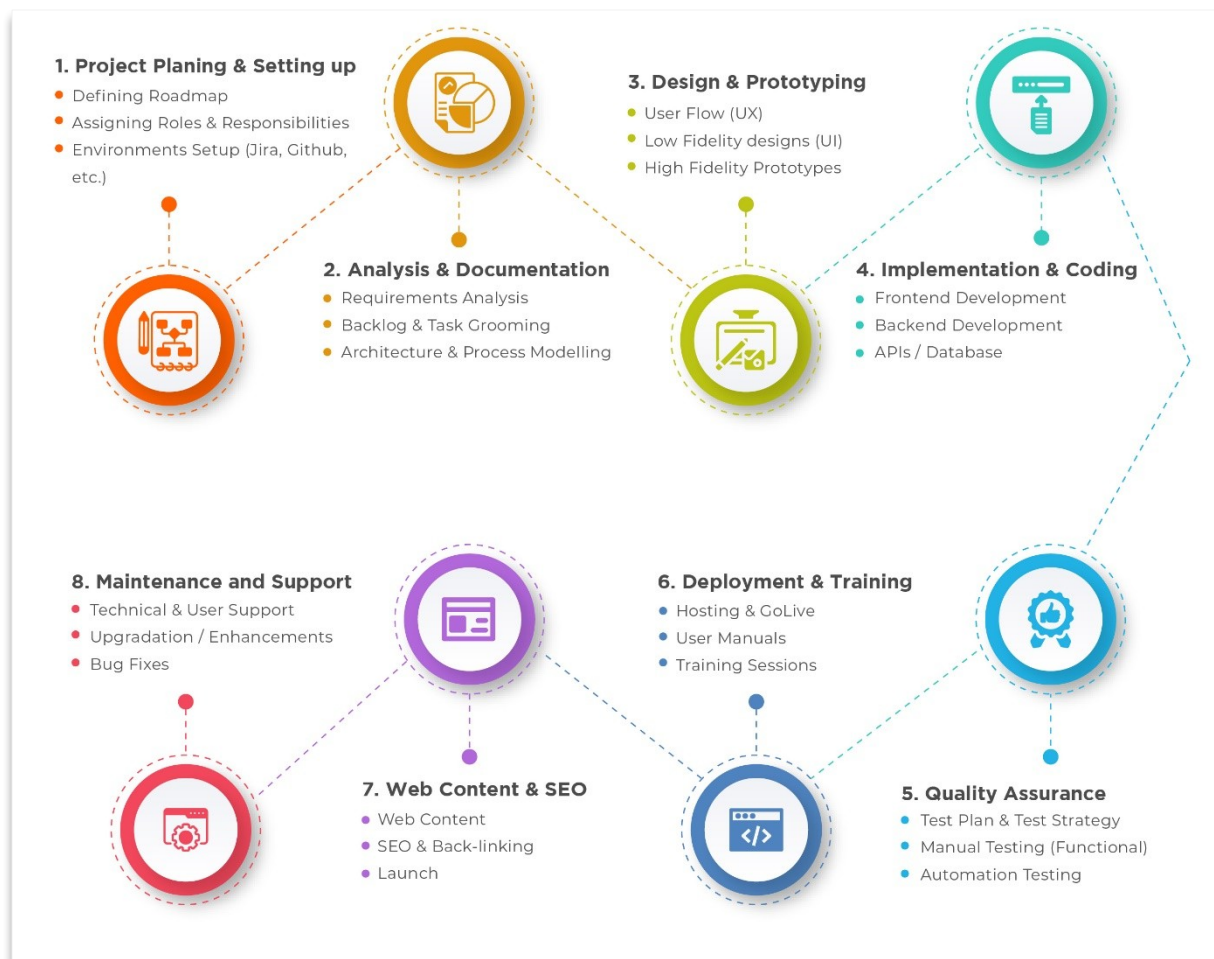 1. Project Planing & Setting up
Defining Roadmap
Assigning Roles & Responsibilities
Environments Setup (Jira, Github,
etc.)
2. Analysis & Documentation
Requirements Analysis
Backlog & Task Grooming
Architecture & Process Modelling
3. Design & Prototyping
User Flow (UX)
Low Fidelity designs (UI)
High Fidelity Prototypes
4. Implementation & Coding
Frontend Development
Backend Development
APIs / Database
5. Quality Assurance
Test Plan & Test Strategy
Manual Testing (Functional)
Automation Testing
6. Deployment & Training
Hosting & GoLive
User Manuals
Training Sessions
7. Web Content & SEO
Web Content
SEO & Back-linking
Launch
8. Maintenance and Support
Technical & User Support
Upgradation / Enhancements
Bug Fixes